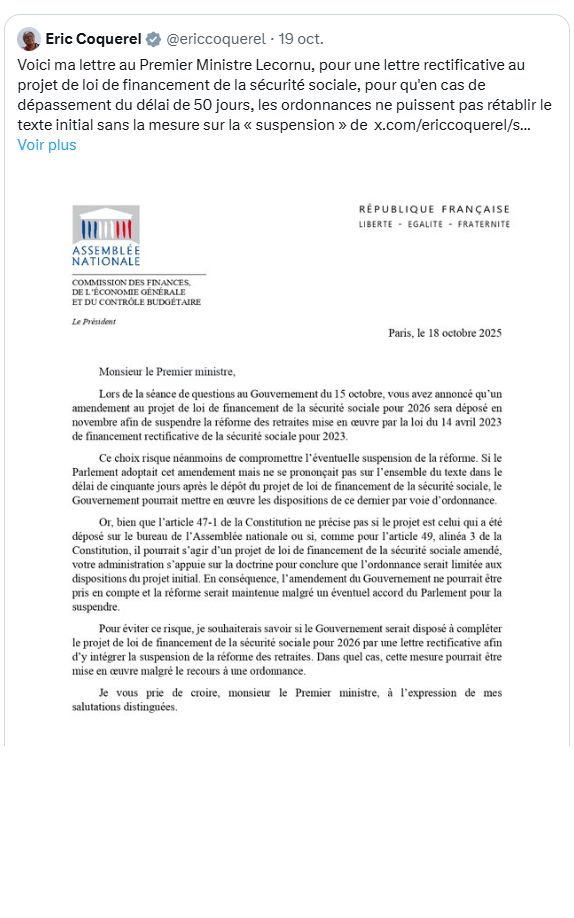 Eric Coquerel @ericcoquerel · 19 oct.
Voici ma lettre au Premier Ministre Lecornu, pour une lettre rectificative au
projet de loi de financement de la sécurité sociale, pour qu'en cas de
dépassement du délai de 50 jours, les ordonnances ne puissent pas rétablir le
texte initial sans la mesure sur la « suspension » de x.com/ericcoquerel/s...
Voir plus
RÉPUBLIQUE FRANÇAISE
LIBERTE - EGALITE - FRATERNITE
ASSEMBLÉE
NATIONALE
COMMISSION DES FINANCES,
DE L'ÉCONOMIE GÉNÉRALE
ET DU CONTRÔLE BUDGÉTAIRE
Le Président
Paris, le 18 octobre 2025
Monsieur le Premier ministre,
Lors de la séance de questions au Gouvernement du 15 octobre, vous avez annoncé qu'un
amendement au projet de loi de financement de la sécurité sociale pour 2026 sera déposé en
novembre afin de suspendre la réforme des retraites mise en œuvre par la loi du 14 avril 2023
de financement rectificative de la sécurité sociale pour 2023.
Ce choix risque néanmoins de compromettre l'éventuelle suspension de la réforme. Si le
Parlement adoptait cet amendement mais ne se prononçait pas sur l'ensemble du texte dans le
délai de cinquante jours après le dépôt du projet de loi de financement de la sécurité sociale, le
Gouvernement pourrait mettre en œuvre les dispositions de ce dernier par voie d'ordonnance.
Or, bien que l'article 47-1 de la Constitution ne précise pas si le projet est celui qui a été
déposé sur le bureau de l'Assemblée nationale ou si, comme pour l'article 49, alinéa 3 de la
Constitution, il pourrait s'agir d'un projet de loi de financement de la sécurité sociale amendé,
votre administration s'appuie sur la doctrine pour conclure que l'ordonnance serait limitée aux
dispositions du projet initial. En conséquence, l'amendement du Gouvernement ne pourrait être
pris en compte et la réforme serait maintenue malgré un éventuel accord du Parlement pour la
suspendre.
Pour éviter ce risque, je souhaiterais savoir si le Gouvernement serait disposé à compléter
le projet de loi de financement de la sécurité sociale pour 2026 par une lettre rectificative afin
d'y intégrer la suspension de la réforme des retraites. Dans quel cas, cette mesure pourrait être
mise en œuvre malgré le recours à une ordonnance.
Je vous prie de croire, monsieur le Premier ministre, à l'expression de mes
salutations distinguées.